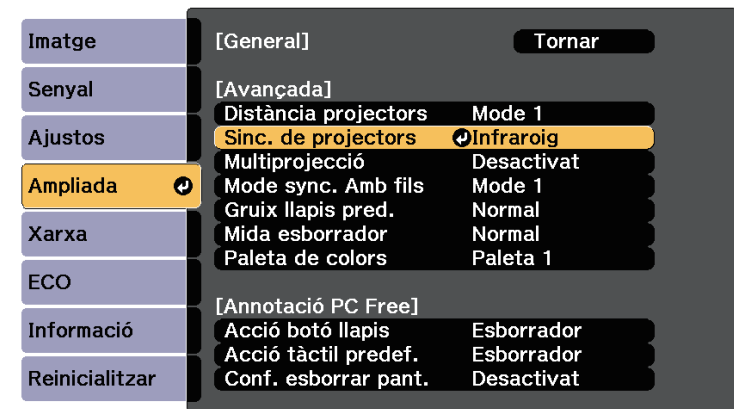 Imatge
Senyal
Ajustos
Ampliada
Xarxa
ECO
Informació
Reinicialitzar
[General] Tornar
[Avançada]
Distància projectors Mode 1
Sinc. de projectors Infraroig
Multiprojecció Desactivat
Mode sync. Amb fils Mode 1
Gruix llapis pred. Normal
Mida esborrador Normal
Paleta de colors Paleta 1
[Annotació PC Free]
Acció botó llapis Esborrador
Acció tàctil predef. Esborrador
Conf. esborrar pant. Desactivat